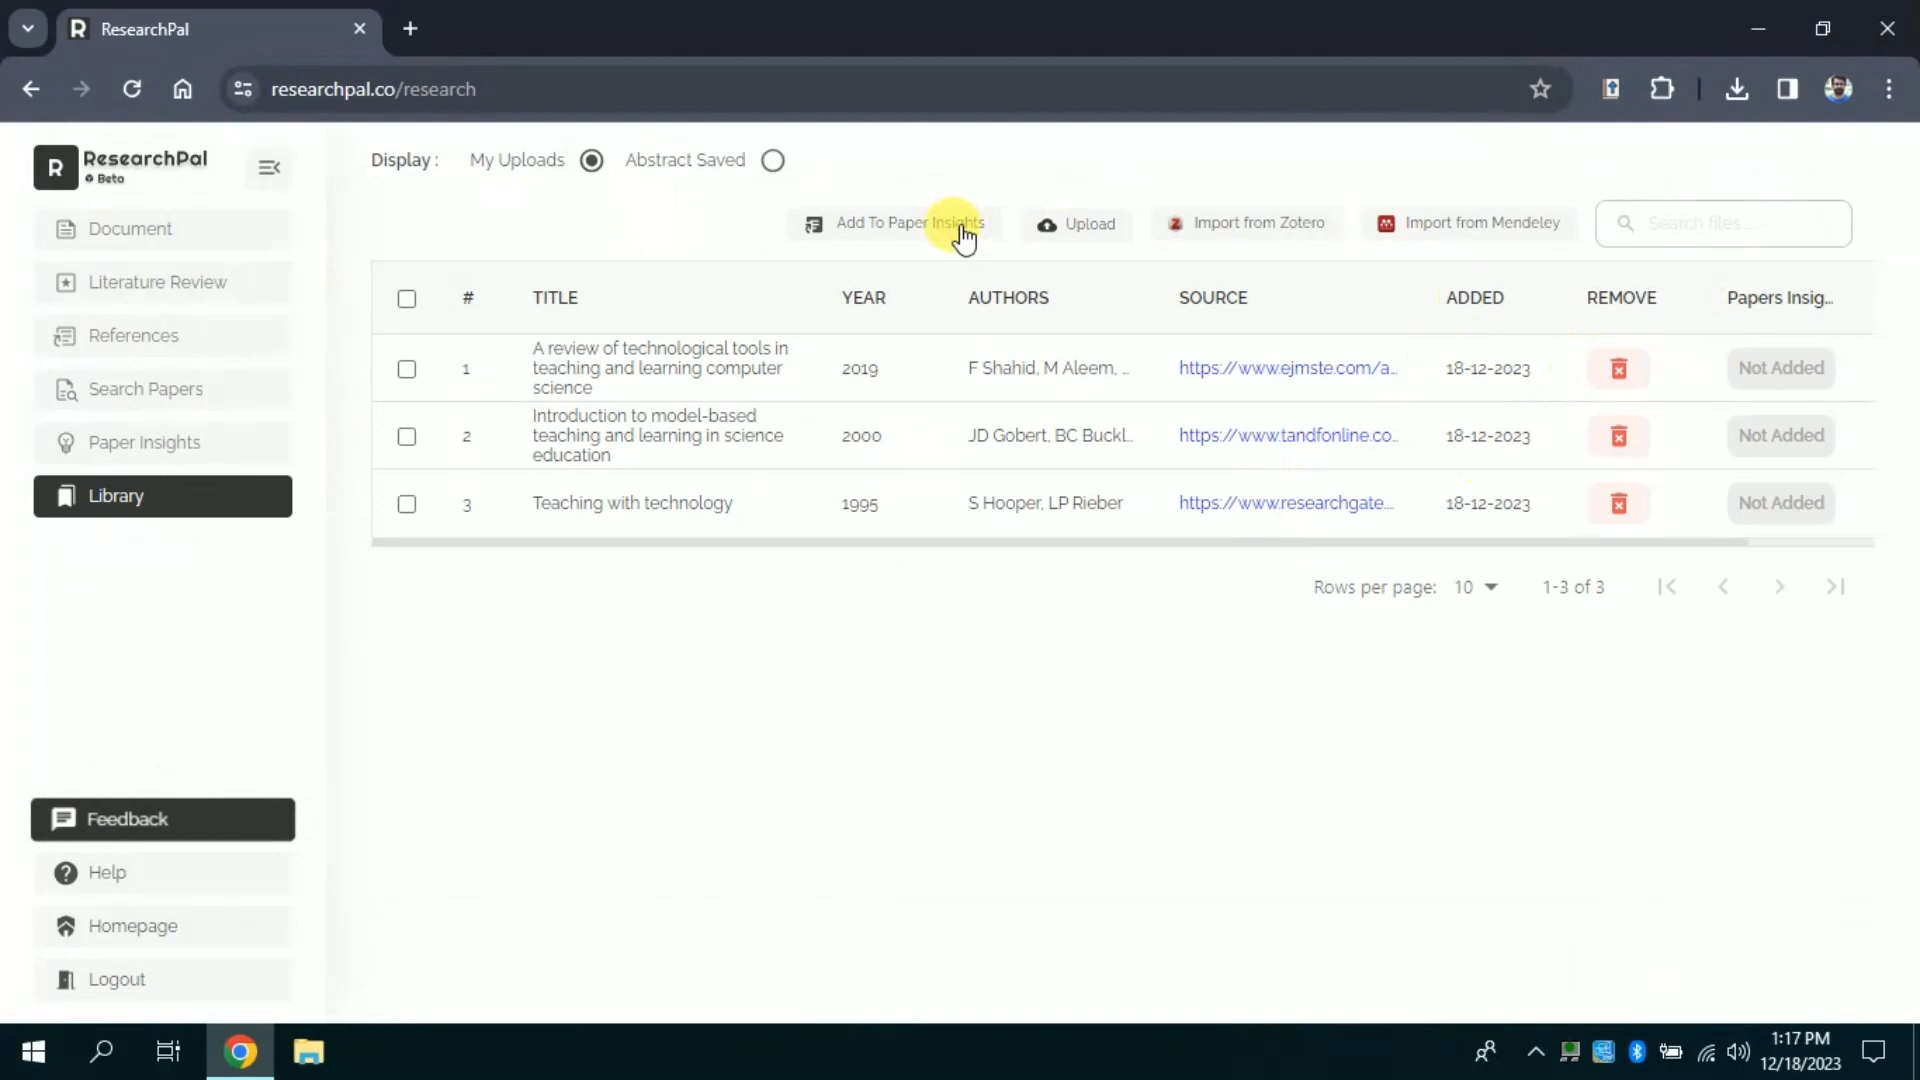 ResearchPal
researchpal.co/research
R ResearchPal
Beta
Document
Literature Review
References
Search Papers
Paper Insights
Library
Feedback
Help
Homepage
Logout
Display : My Uploads Abstract Saved
Add To Paper Insights Upload Import from Zotero Import from Mendeley Search files ...
# TITLE YEAR AUTHORS SOURCE ADDED REMOVE Papers Insig...
A review of technological tools in
1 teaching and learning computer 2019 F Shahid, M Aleem, ... https://www.ejmste.com/a... 18-12-2023 Not Added
science
Introduction to model-based
2 teaching and learning in science 2000 JD Gobert, BC Buckl... https://www.tandfonline.co... 18-12-2023 Not Added
education
3 Teaching with technology 1995 S Hooper, LP Rieber https://www.researchgate.... 18-12-2023 Not Added
Rows per page: 10 1-3 of 3
1:17 PM
12/18/2023